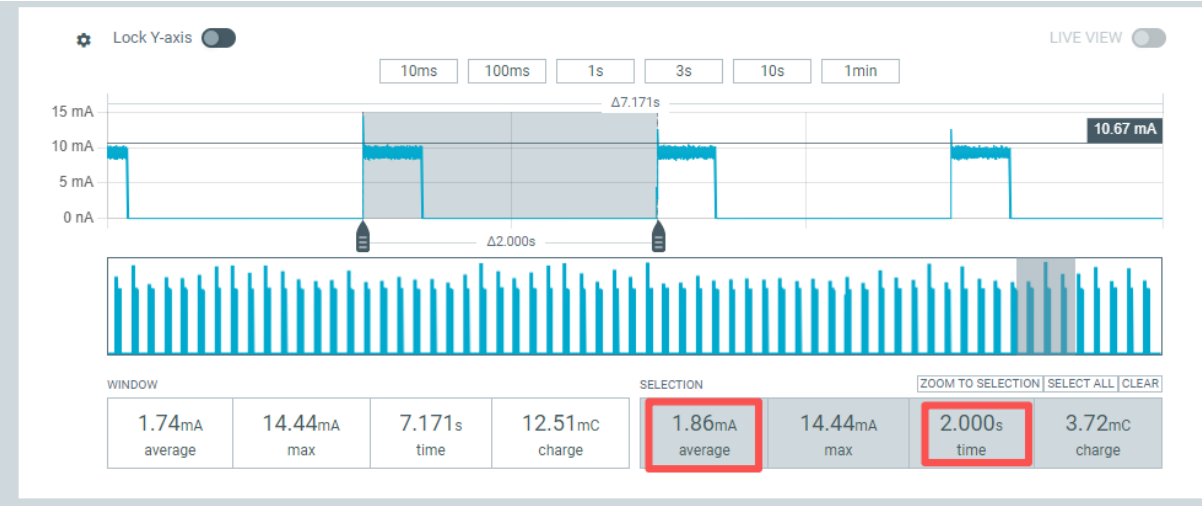 Lock Y-axis
LIVE VIEW
10ms 100ms 1s 3s 10s 1min
Δ7.171s
15 mA
10.67 mA
10 mA
5 mA
0 nA
Δ2.000s
WINDOW
SELECTION
ZOOM TO SELECTION SELECT ALL CLEAR
1.74mA 14.44mA 7.171s 12.51mC 1.86mA 14.44mA 2.000s 3.72mC
average max time charge average max time charge